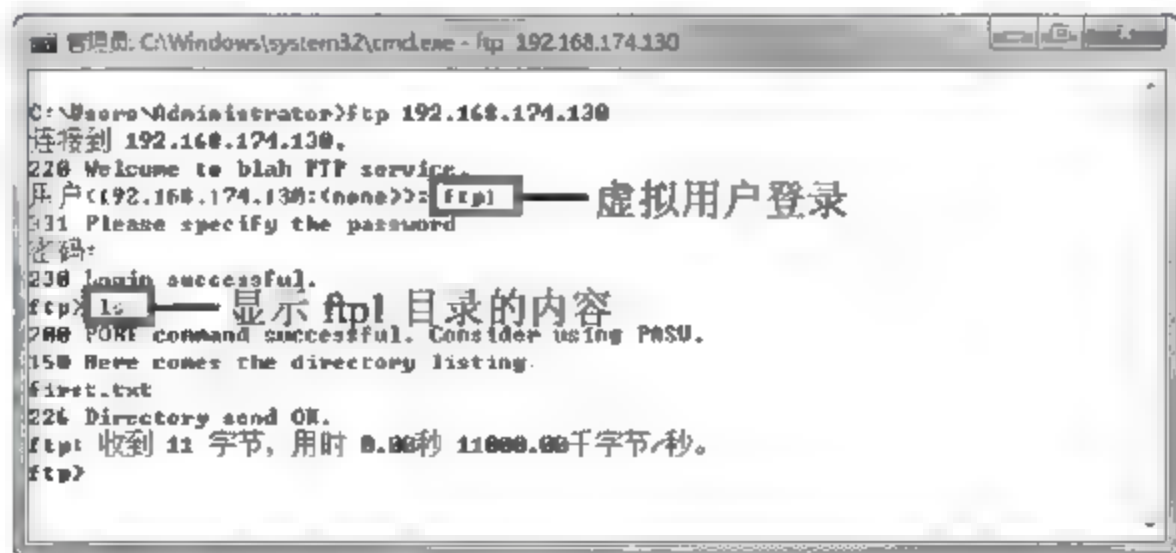 管理员: C:\Windows\system32\cmd.exe - ftp 192.168.174.130
C:\Users\Administrator>ftp 192.168.174.130
连接到 192.168.174.130。
220 Welcome to blah FTP service.
用户(192.168.174.130:(none)): ftp1 虚拟用户登录
331 Please specify the password
密码:
230 Login successful.
ftp> ls 显示 ftp1 目录的内容
200 PORT command successful. Consider using PASV.
150 Here comes the directory listing.
first.txt
226 Directory send OK.
ftp: 收到 11 字节，用时 0.00秒 11000.00千字节/秒。
ftp>